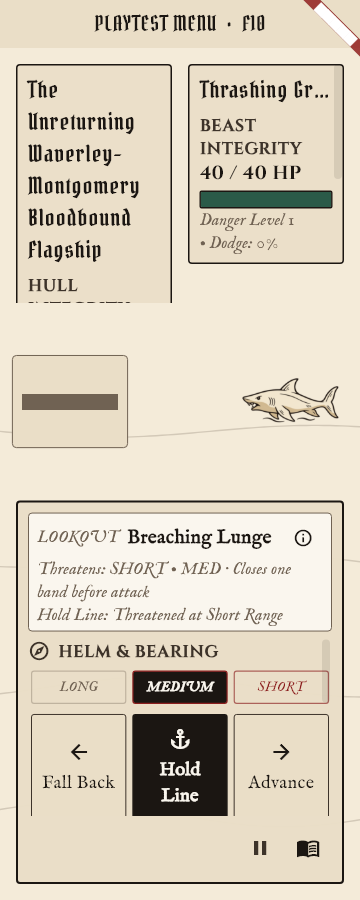 PLAYTEST MENU · F10
The
Unreturning
Waverley-
Montgomery
Bloodbound
Flagship
HULL
INTEGRITY
Thrashing Gr...
BEAST
INTEGRITY
40 / 40 HP
Danger Level 1
• Dodge: 0%
LOOKOUT Breaching Lunge
Threatens: SHORT • MED · Closes one
band before attack
Hold Line: Threatened at Short Range
HELM & BEARING
LONG
MEDIUM
SHORT
Fall Back
Hold
Line
Advance